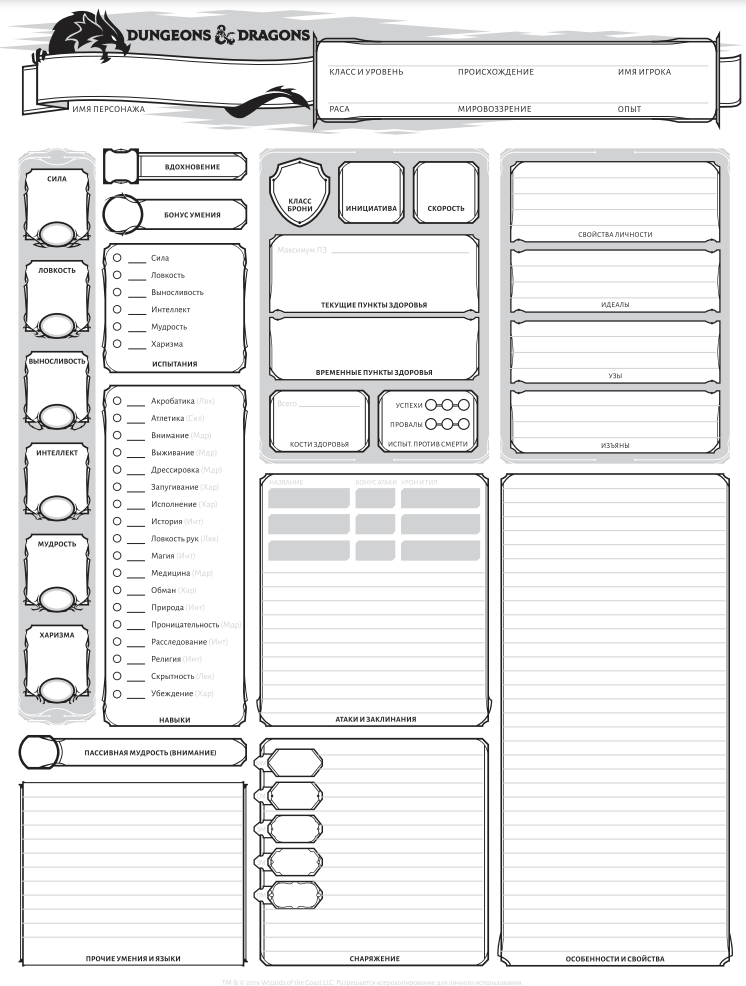 DUNGEONS & DRAGONS
КЛАСС И УРОВЕНЬ ПРОИСХОЖДЕНИЕ ИМЯ ИГРОКА
ИМЯ ПЕРСОНАЖА
РАСА МИРОВОЗЗРЕНИЕ ОПЫТ
СИЛА
ЛОВКОСТЬ
ВЫНОСЛИВОСТЬ
ИНТЕЛЛЕКТ
МУДРОСТЬ
ХАРИЗМА
ВДОХНОВЕНИЕ
БОНУС УМЕНИЯ
Сила
Ловкость
Выносливость
Интеллект
Мудрость
Харизма
ИСПЫТАНИЯ
Акробатика (Лвк)
Атлетика (Сил)
Внимание (Мдр)
Выживание (Мдр)
Дрессировка (Мдр)
Запугивание (Хар)
Исполнение (Хар)
История (Инт)
Ловкость рук (Лвк)
Магия (Инт)
Медицина (Мдр)
Обман (Хар)
Природа (Инт)
Проницательность (Мдр)
Расследование (Инт)
Религия (Инт)
Скрытность (Лвк)
Убеждение (Хар)
НАВЫКИ
ПАССИВНАЯ МУДРОСТЬ (ВНИМАНИЕ)
ПРОЧИЕ УМЕНИЯ И ЯЗЫКИ
КЛАСС
БРОНИ
ИНИЦИАТИВА
СКОРОСТЬ
Максимум ПЗ
ТЕКУЩИЕ ПУНКТЫ ЗДОРОВЬЯ
ВРЕМЕННЫЕ ПУНКТЫ ЗДОРОВЬЯ
Всего
КОСТИ ЗДОРОВЬЯ
УСПЕХИ
ПРОВАЛЫ
ИСПЫТ. ПРОТИВ СМЕРТИ
НАЗВАНИЕ БОНУС АТАКИ УРОН И ТИП
АТАКИ И ЗАКЛИНАНИЯ
СНАРЯЖЕНИЕ
СВОЙСТВА ЛИЧНОСТИ
ИДЕАЛЫ
УЗЫ
ИЗЪЯНЫ
ОСОБЕННОСТИ И СВОЙСТВА
TM & © 2019 Wizards of the Coast LLC. Разрешается ксерокопирование для личного использования.